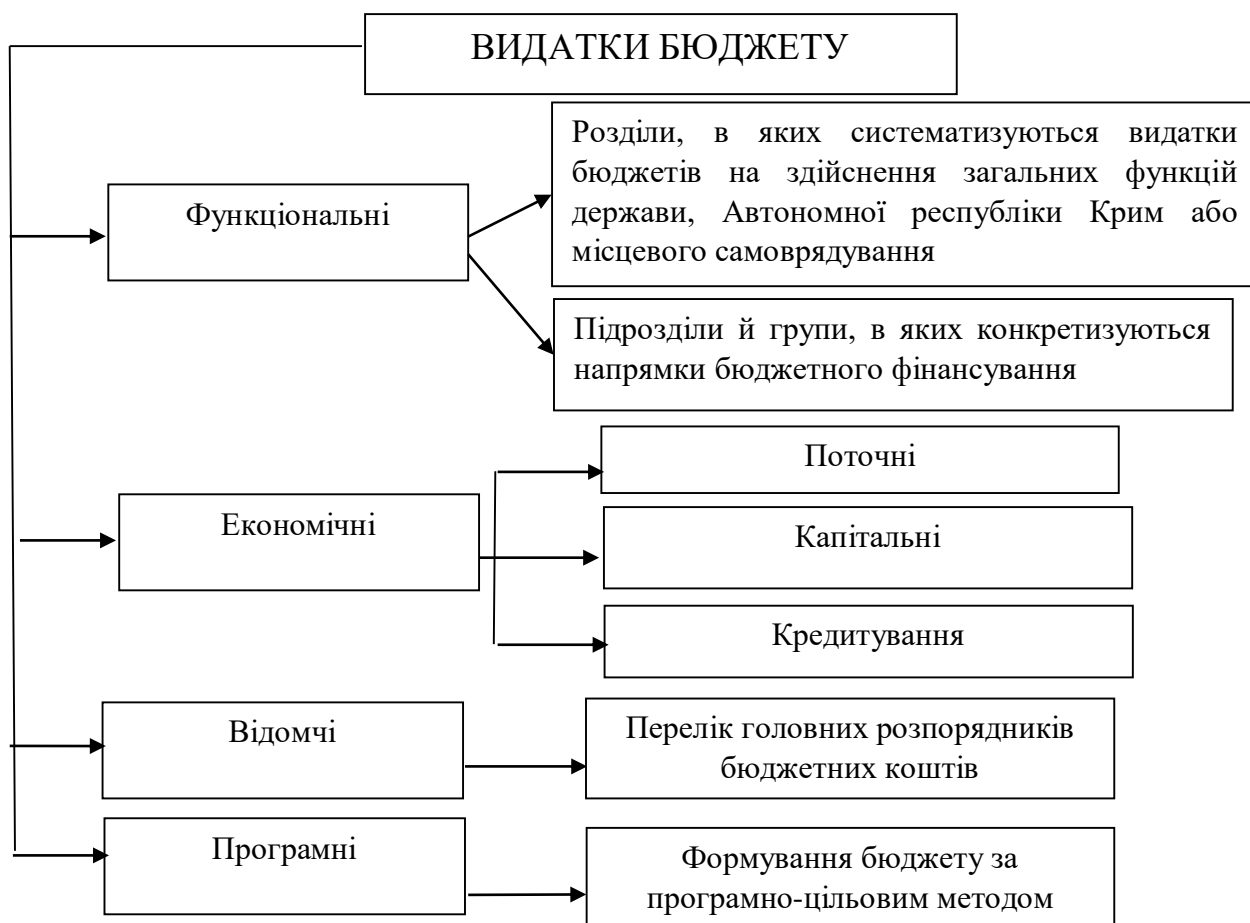 ВИДАТКИ БЮДЖЕТУ
Розділи, в яких систематизуються видатки
бюджетів на здійснення загальних функцій
держави, Автономної республіки Крим або
місцевого самоврядування
Функціональні
Підрозділи й групи, в яких конкретизуються
напрямки бюджетного фінансування
Поточні
Економічні
Капітальні
Кредитування
Відомчі
Перелік головних розпорядників
бюджетних коштів
Програмні
Формування бюджету за
програмно-цільовим методом